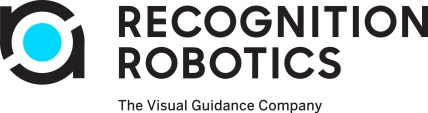 RECOGNITION
ROBOTICS
The Visual Guidance Company